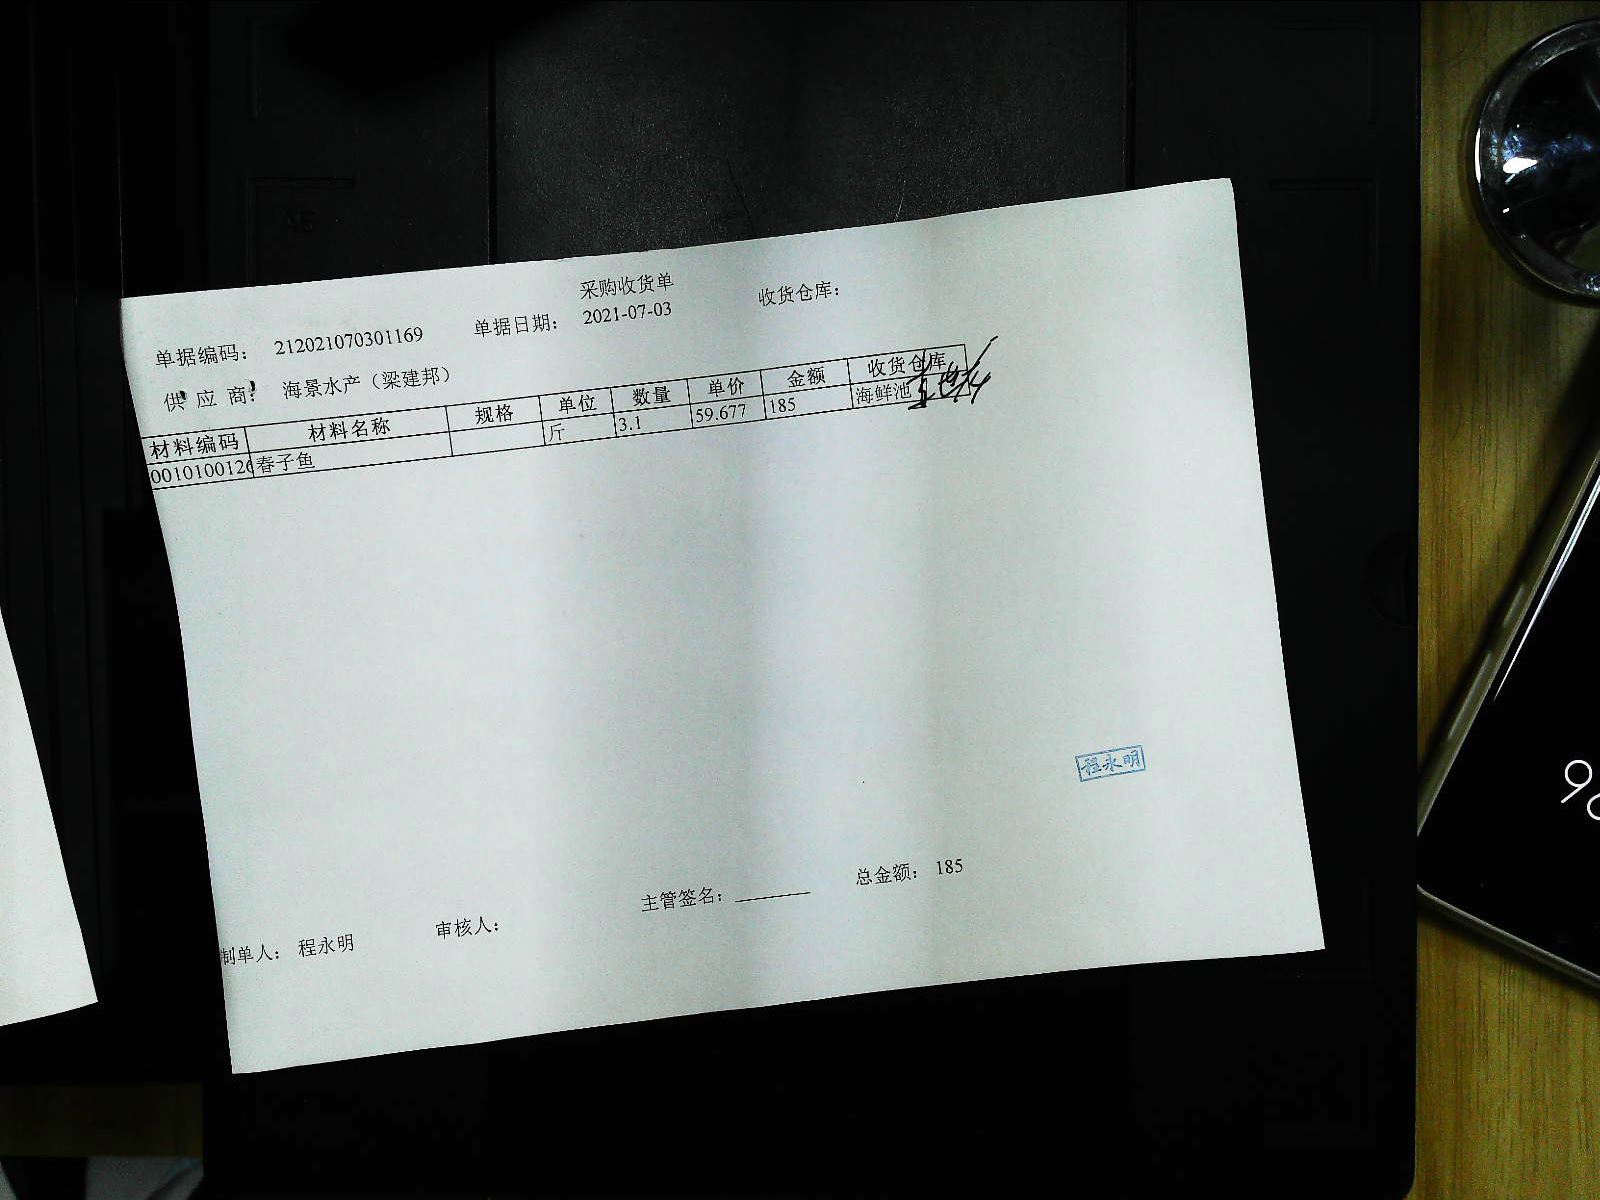 采购收货单
单据编码： 212021070301169 单据日期： 2021-07-03 收货仓库：
供应商： 海景水产（梁建邦）
材料编码 材料名称 规格 单位 数量 单价 金额 收货仓库
0010100126 春子鱼 斤 3.1 59.677 185 海鲜池
程永明
制单人： 程永明 审核人： 主管签名： 总金额： 185